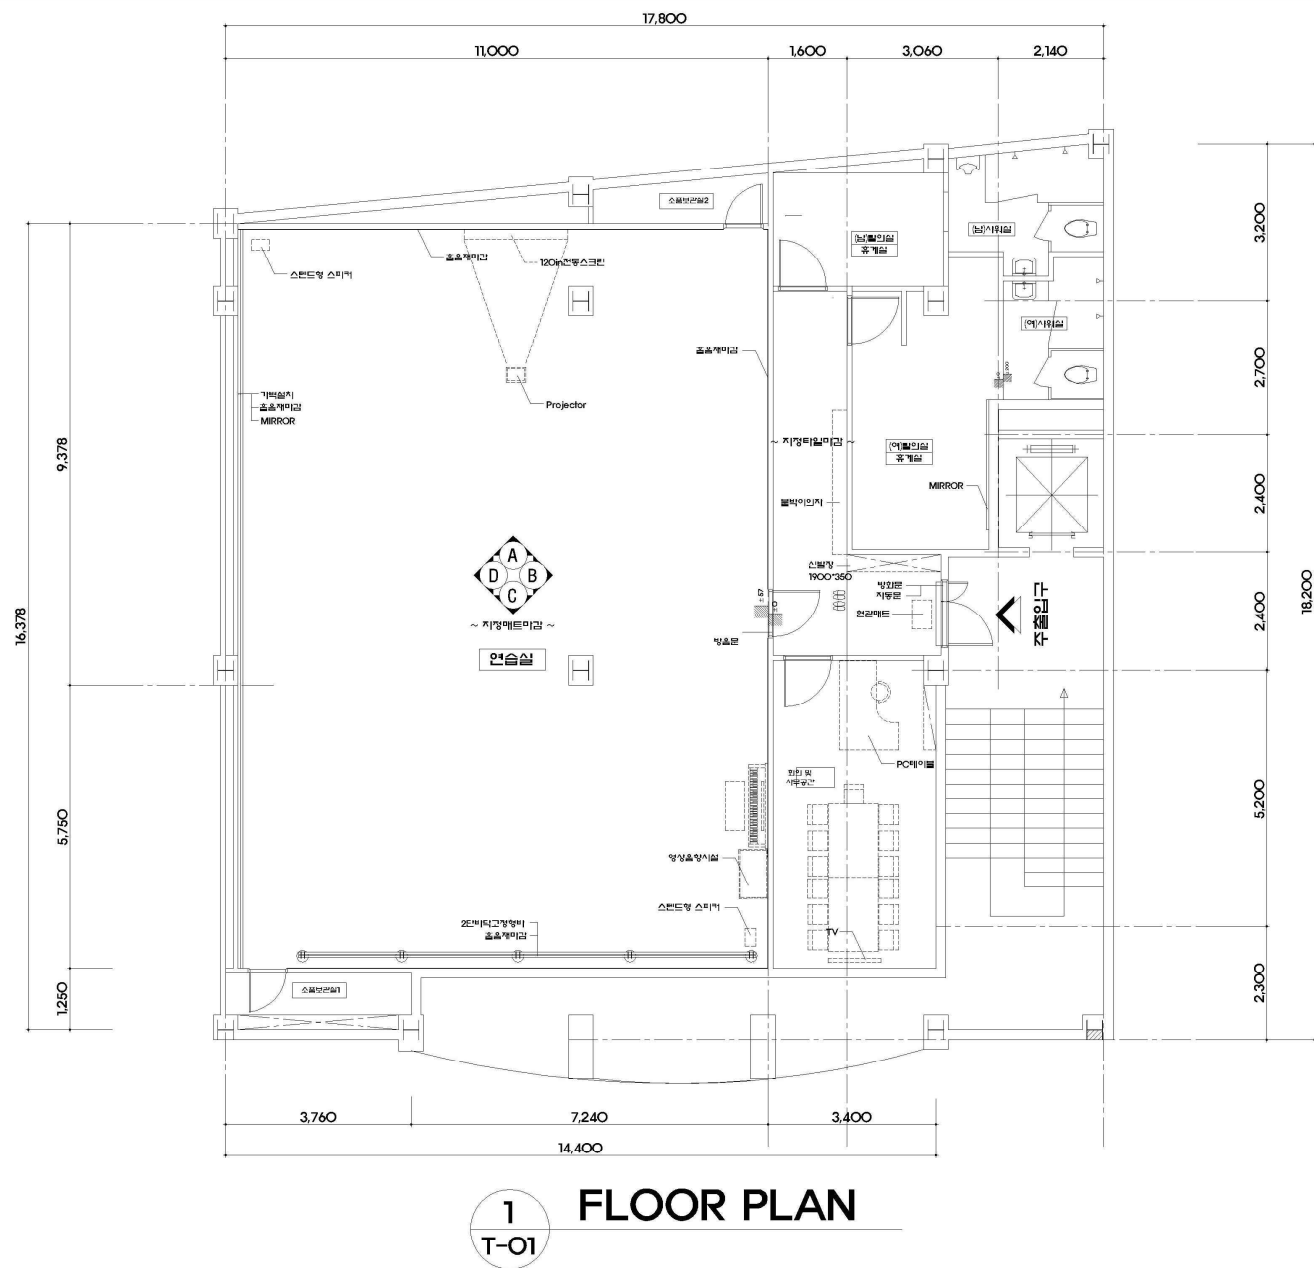 17,800
11,000
1,600
3,060
2,140
소품보관실2
(남)탈의실
휴게실
(남)샤워실
3,200
스탠드형 스피커
흡음재마감
120in전동스크린
(여)샤워실
흡음재마감
2,700
가벽설치
흡음재마감
MIRROR
Projector
~ 지정타일마감 ~
(여)탈의실
휴게실
9,378
MIRROR
붙박이의자
2,400
A
D B
C
신발장
1900*350
방화문
자동문
현관매트
주출입구
2,400
18,200
~ 지정매트마감 ~
연습실
방음문
16,378
PC테이블
회의 및
사무공간
5,750
5,200
영상음향시설
스탠드형 스피커
2단바닥고정형바
흡음재마감
TV
소품보관실1
1,250
2,300
3,760
7,240
3,400
14,400
1
T-01
FLOOR PLAN